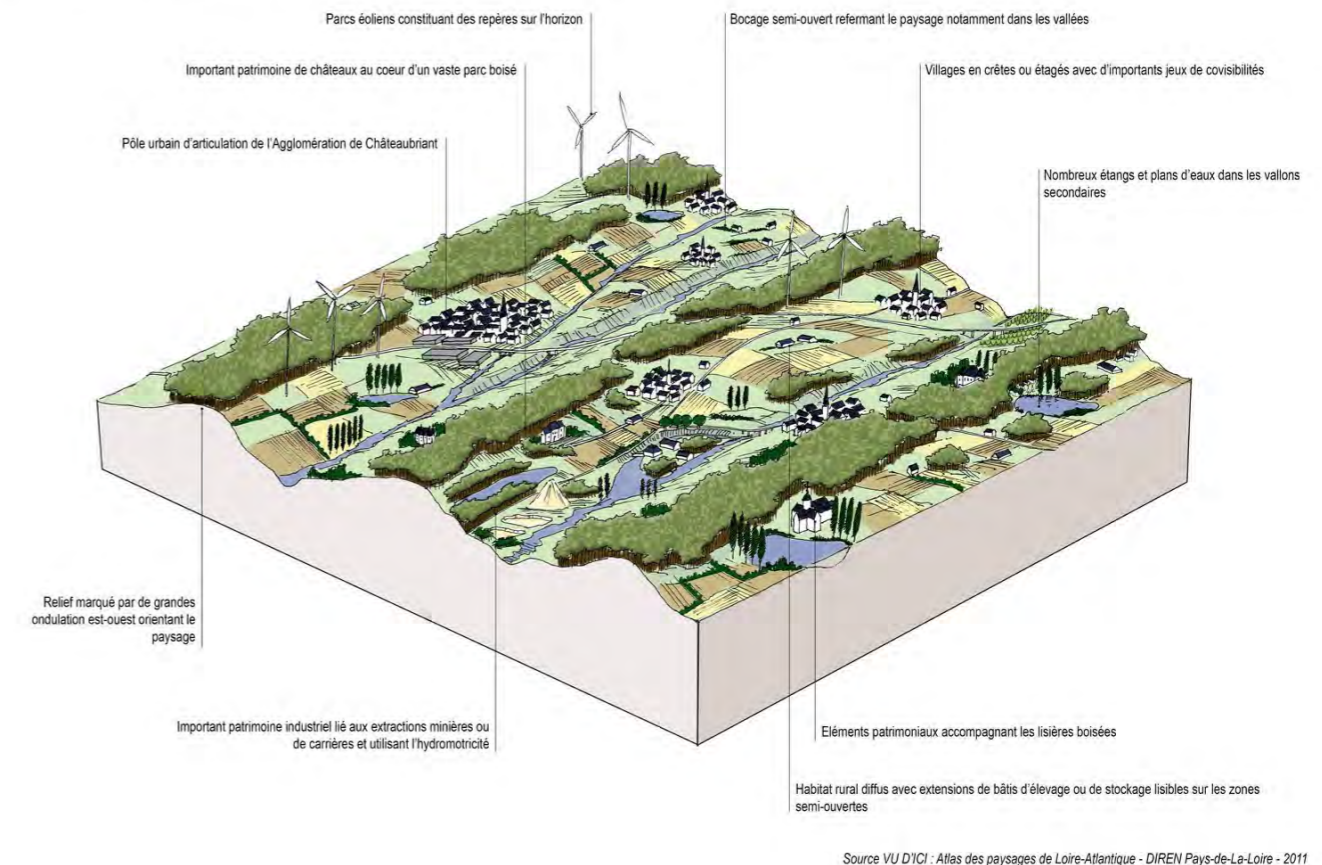 Parcs éoliens constituant des repères sur l'horizon
Bocage semi-ouvert refermant le paysage notamment dans les vallées
Important patrimoine de châteaux au coeur d'un vaste parc boisé
Villages en crêtes ou étagés avec d'importants jeux de covisibilités
Pôle urbain d'articulation de l'Agglomération de Châteaubriant
Nombreux étangs et plans d'eaux dans les vallons
secondaires
Relief marqué par de grandes
ondulation est-ouest orientant le
paysage
Important patrimoine industriel lié aux extractions minières ou
de carrières et utilisant l'hydromotricité
Eléments patrimoniaux accompagnant les lisières boisées
Habitat rural diffus avec extensions de bâtis d'élevage ou de stockage lisibles sur les zones
semi-ouvertes
Source VU D'ICI : Atlas des paysages de Loire-Atlantique - DIREN Pays-de-La-Loire - 2011